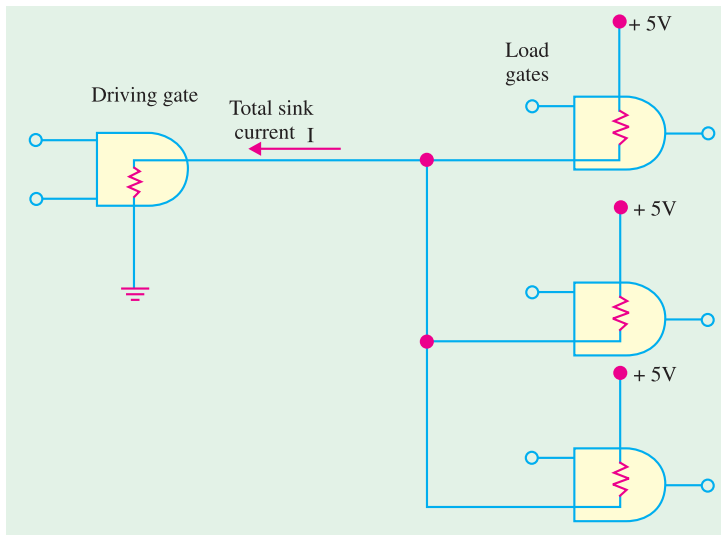 + 5V
Load
gates
Driving gate
Total sink
current I
+ 5V
+ 5V